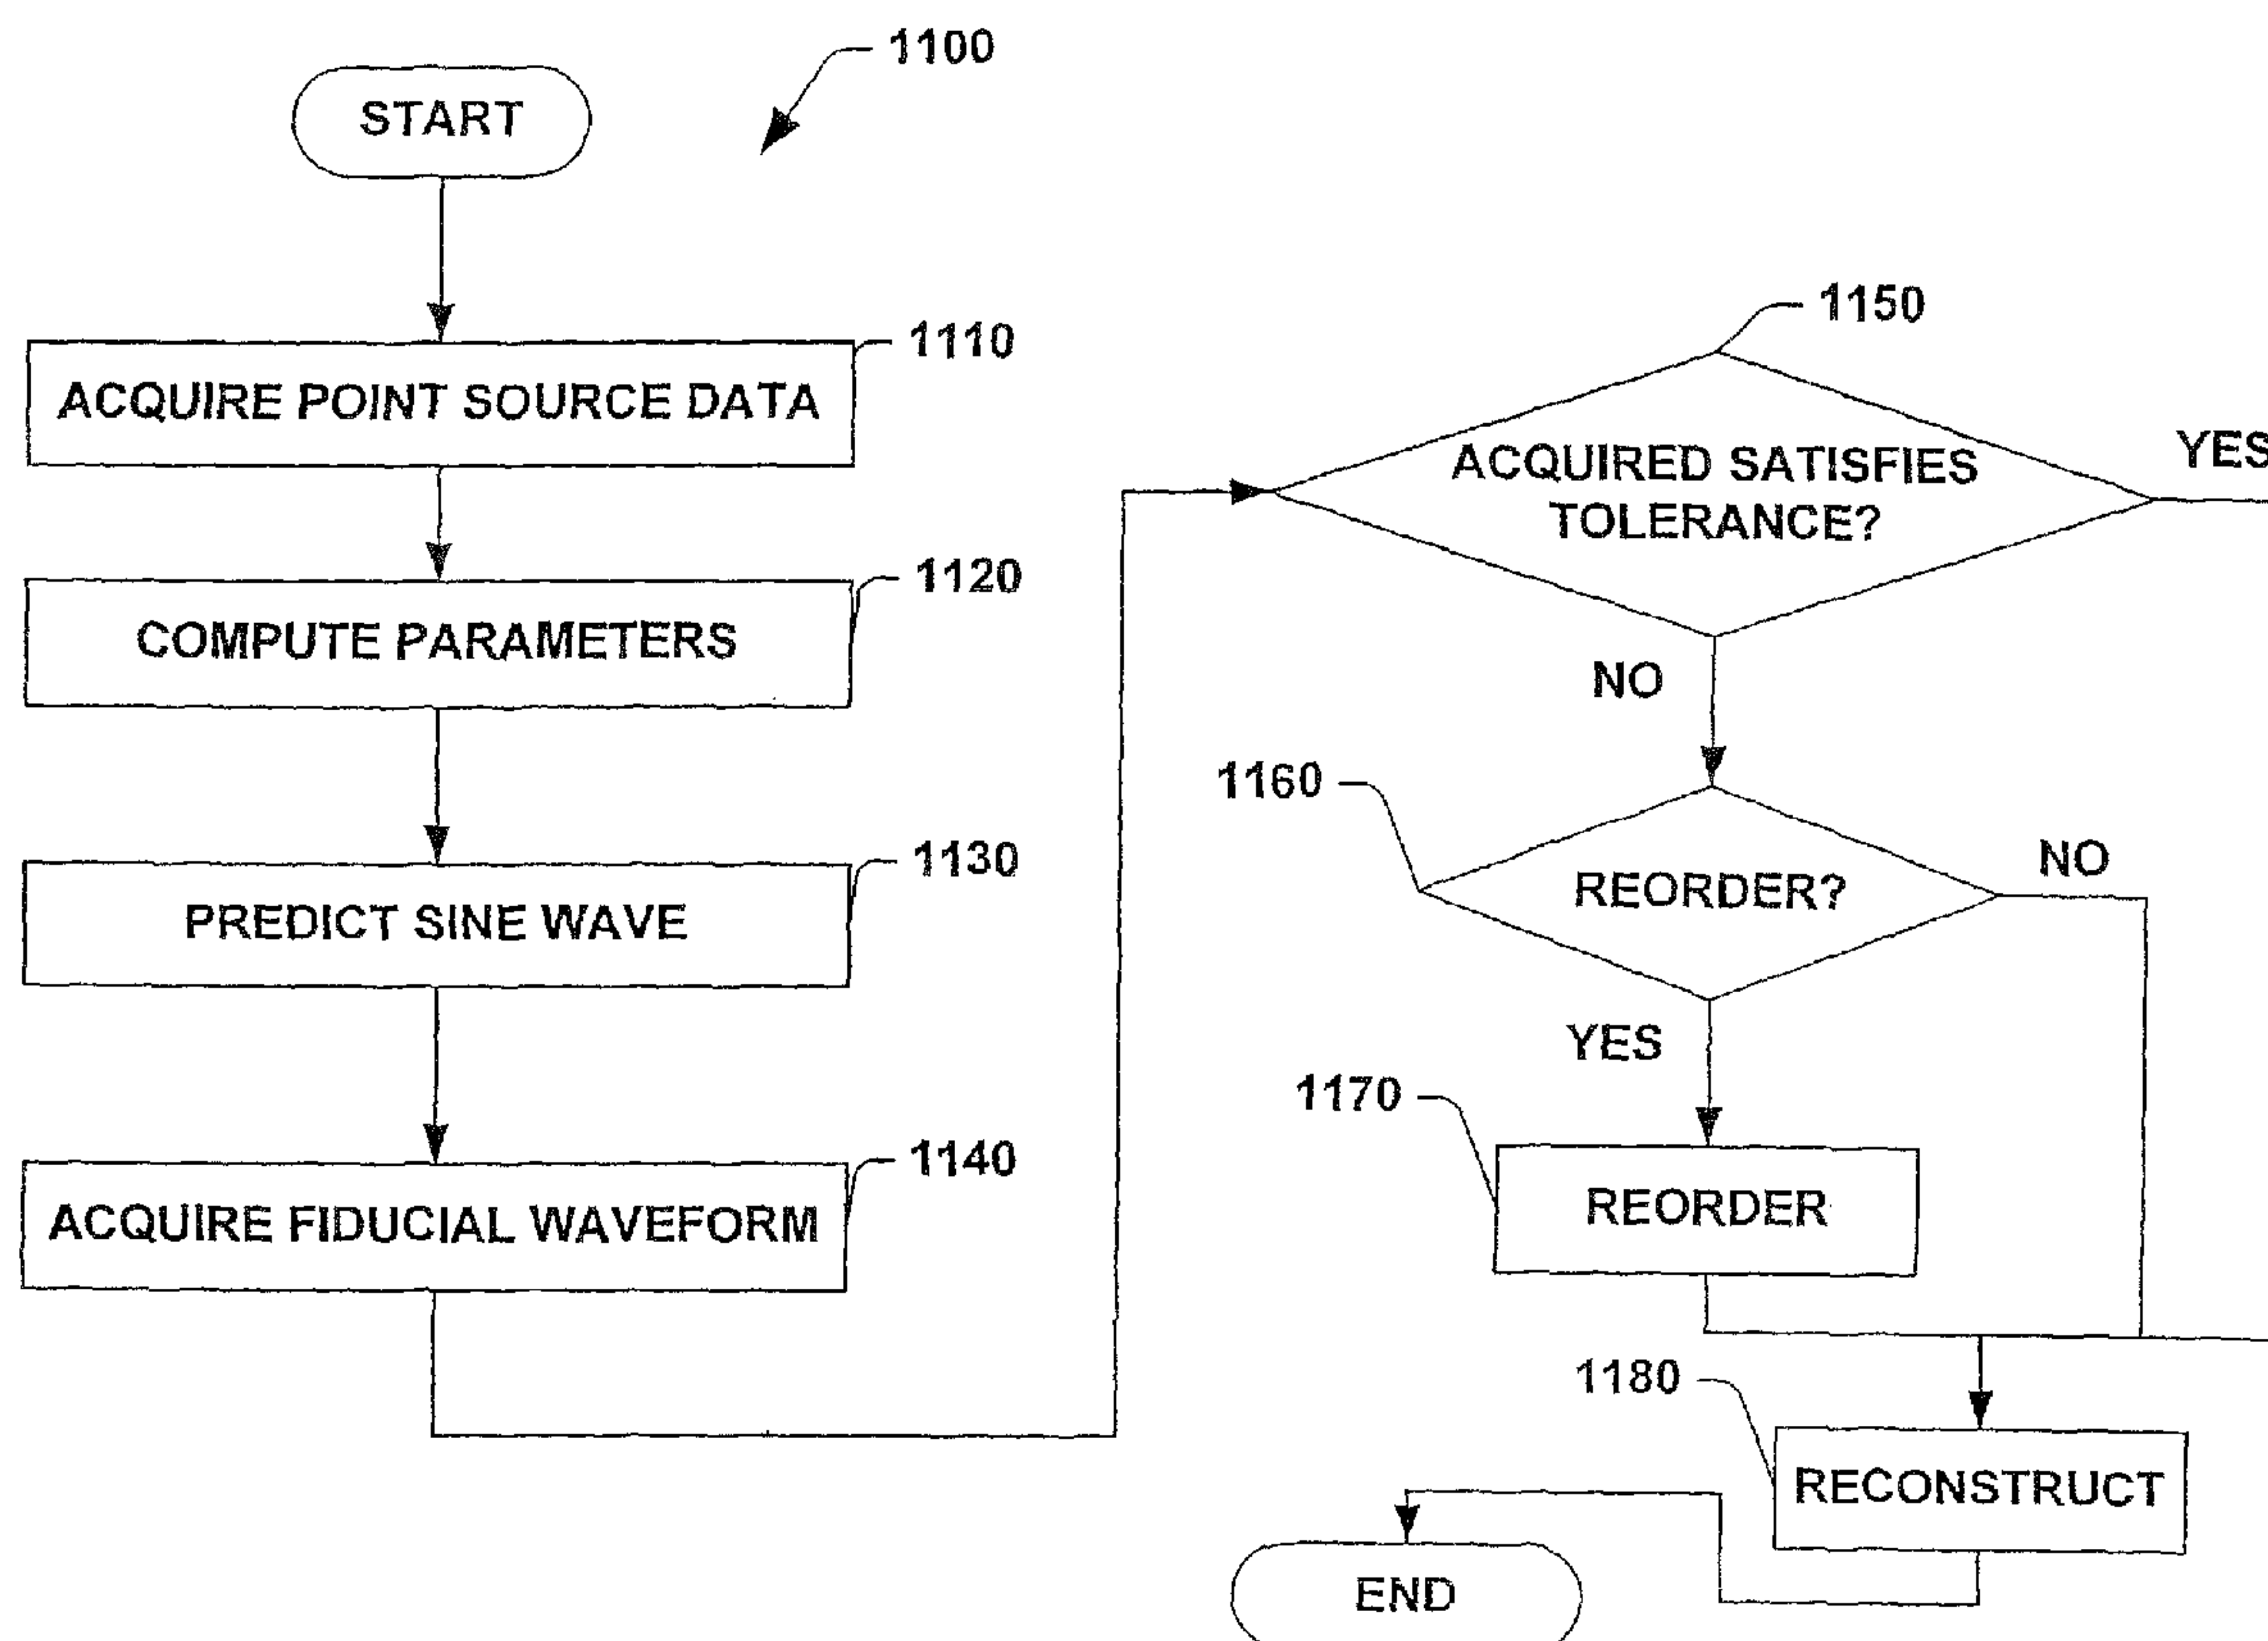 1100
START
1110
ACQUIRE POINT SOURCE DATA
1120
COMPUTE PARAMETERS
1130
PREDICT SINE WAVE
1140
ACQUIRE FIDUCIAL WAVEFORM
1150
ACQUIRED SATISFIES
TOLERANCE?
YES
NO
1160
REORDER?
NO
YES
1170
REORDER
1180
RECONSTRUCT
END